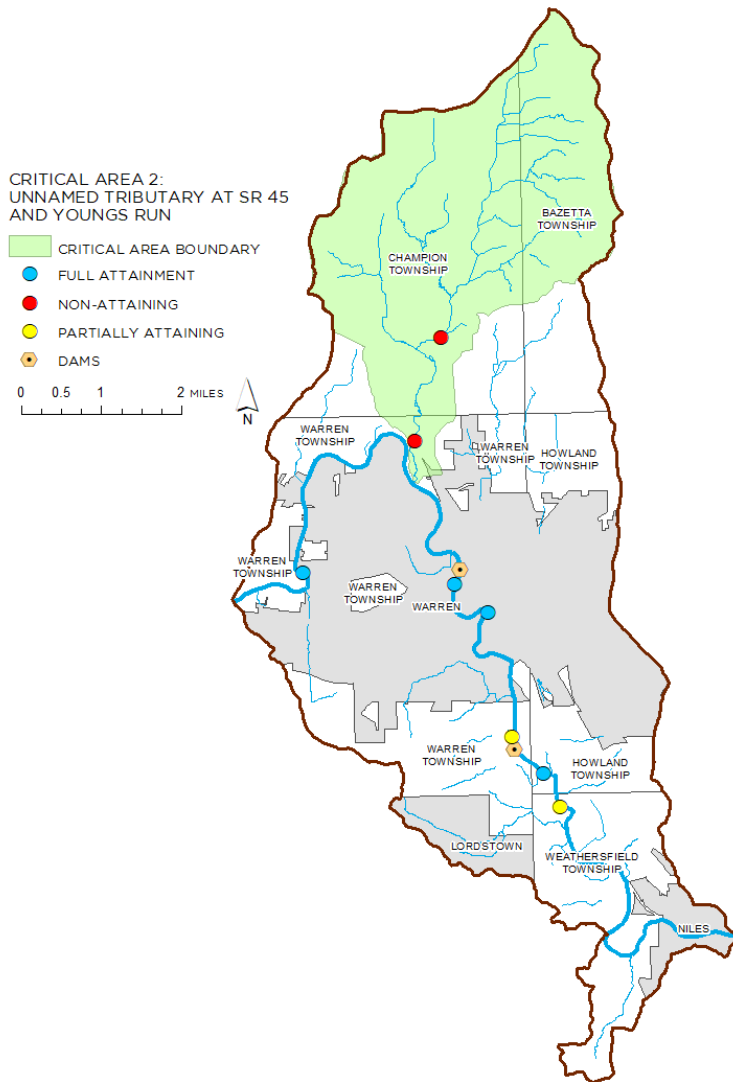 CRITICAL AREA 2:
UNNAMED TRIBUTARY AT SR 45
AND YOUNGS RUN
CRITICAL AREA BOUNDARY
FULL ATTAINMENT
NON-ATTAINING
PARTIALLY ATTAINING
DAMS
0 0.5 1 2 MILES
N
BAZETTA
TOWNSHIP
CHAMPION
TOWNSHIP
WARREN
TOWNSHIP
WARREN
TOWNSHIP
HOWLAND
TOWNSHIP
WARREN
TOWNSHIP
WARREN
TOWNSHIP
WARREN
WARREN
TOWNSHIP
HOWLAND
TOWNSHIP
LORDSTOWN
WEATHERSFIELD
TOWNSHIP
NILES